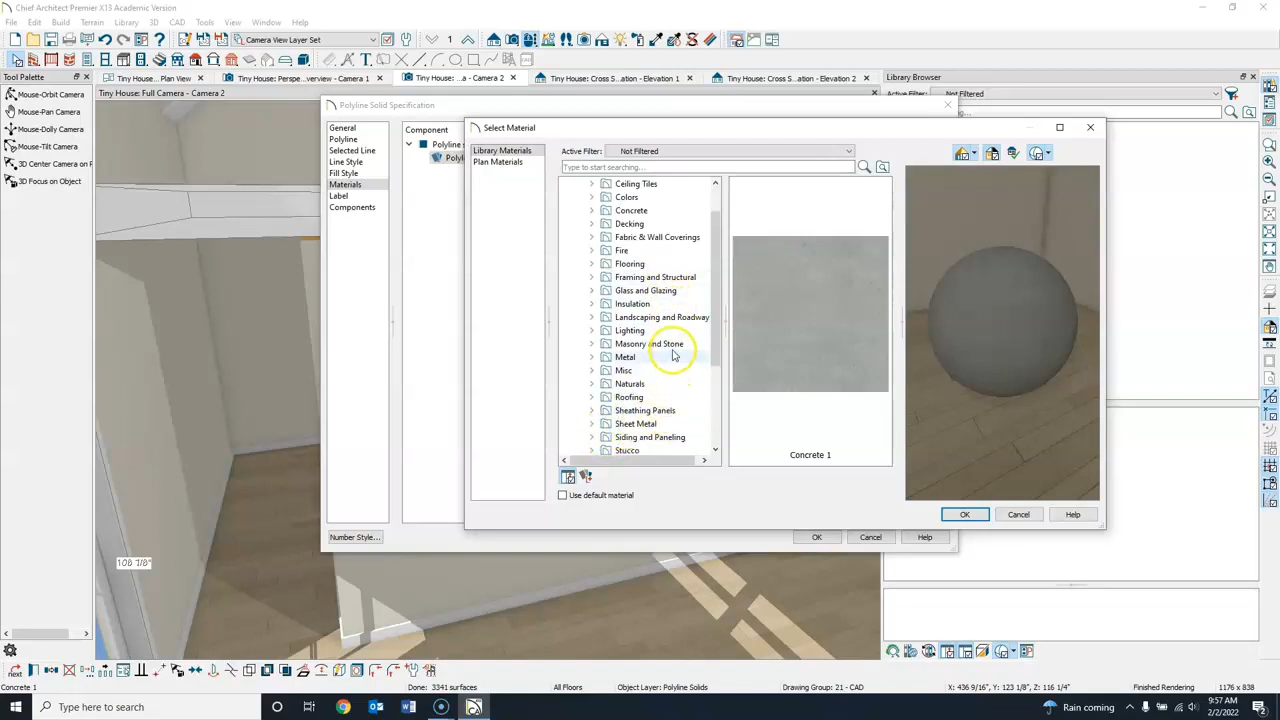 Chief Architect Premier X13 Academic Version
File Edit Build Terrain Library 3D CAD Tools View Window Help
Camera View Layer Set
Tool Palette
Tiny House... Plan View
Tiny House: Perspe...verview - Camera 1
Tiny House: ...a - Camera 2
Tiny House: Cross S...ation - Elevation 1
Tiny House: Cross S...ation - Elevation 2
Library Browser
Tiny House: Full Camera - Camera 2
Active Filter: Not Filtered
Mouse-Orbit Camera
Mouse-Pan Camera
Mouse-Dolly Camera
Mouse-Tilt Camera
3D Center Camera on P
3D Focus on Object
Polyline Solid Specification
General
Polyline
Selected Line
Line Style
Fill Style
Materials
Label
Components
Component
Polyline
Polyl
Select Material
Library Materials
Plan Materials
Active Filter: Not Filtered
Type to start searching...
Ceiling Tiles
Colors
Concrete
Decking
Fabric & Wall Coverings
Fire
Flooring
Framing and Structural
Glass and Glazing
Insulation
Landscaping and Roadway
Lighting
Masonry and Stone
Metal
Misc
Naturals
Roofing
Sheathing Panels
Sheet Metal
Siding and Paneling
Stucco
Concrete 1
Use default material
OK Cancel Help
Number Style...
OK Cancel Help
108 1/8"
next
Concrete 1
Done: 3341 surfaces
All Floors
Object Layer: Polyline Solids
Drawing Group: 21 - CAD
X: 436 9/16", Y: 123 1/8", Z: 116 1/4"
Finished Rendering
1176 x 838
Type here to search
Rain coming
9:57 AM
2/2/2022